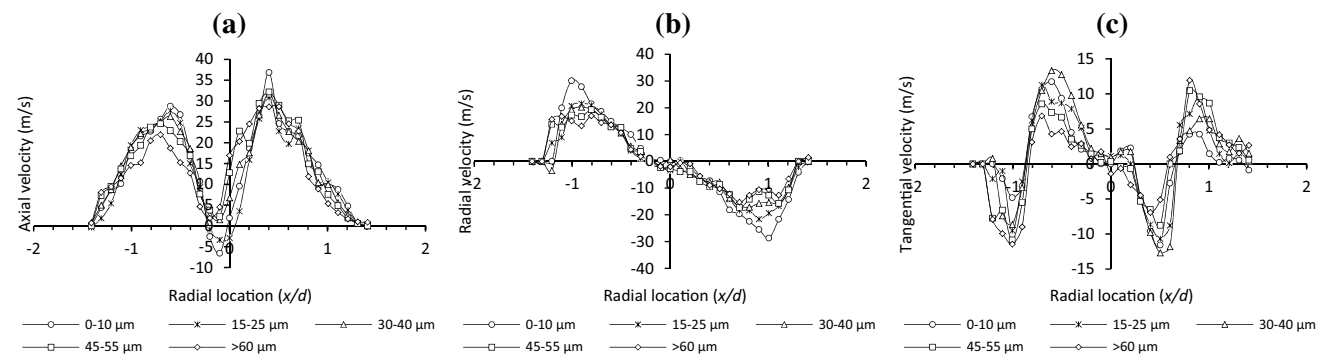 (a)
Axial velocity (m/s)
40
35
30
25
20
15
10
5
0
-5
-10
-2
-1
0
1
2
Radial location (x/d)
0-10 µm
15-25 µm
30-40 µm
45-55 µm
>60 µm
(b)
Radial velocity (m/s)
40
30
20
10
0
-10
-20
-30
-40
-2
-1
0
1
2
Radial location (x/d)
0-10 µm
15-25 µm
30-40 µm
45-55 µm
>60 µm
(c)
Tangential velocity (m/s)
15
10
5
0
-5
-10
-15
-2
-1
0
1
2
Radial location (x/d)
0-10 µm
15-25 µm
30-40 µm
45-55 µm
>60 µm